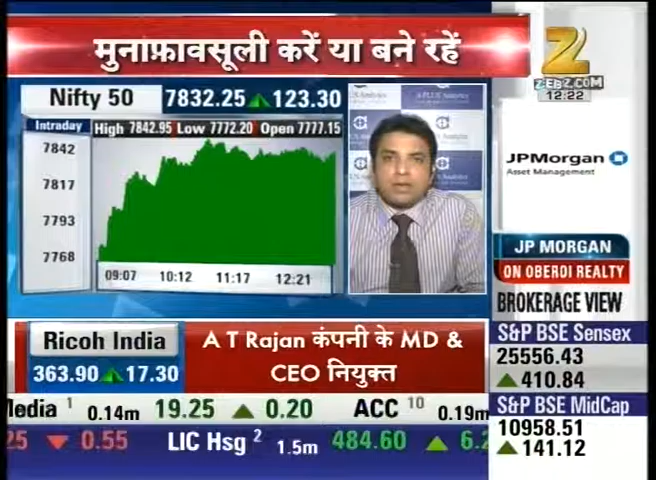 मुनाफ़ावसूली करें या बने रहें
ZEEBIZ.COM
12:22
Nifty 50
7832.25 ▲ 123.30
Intraday
High 7842.95 Low 7772.20 Open 7777.15
7842
7817
7793
7768
09:07 10:12 11:17 12:21
JPMorgan
Asset Management
JP MORGAN
ON OBEROI REALTY
BROKERAGE VIEW
Ricoh India
363.90 ▲ 17.30
A T Rajan कंपनी के MD &
CEO नियुक्त
S&P BSE Sensex
25556.43
▲ 410.84
S&P BSE MidCap
10958.51
▲ 141.12
Media 1 0.14m 19.25 ▲ 0.20 ACC 10 0.19m
25 ▼ 0.55 LIC Hsg 2 1.5m 484.60 ▲ 6.2